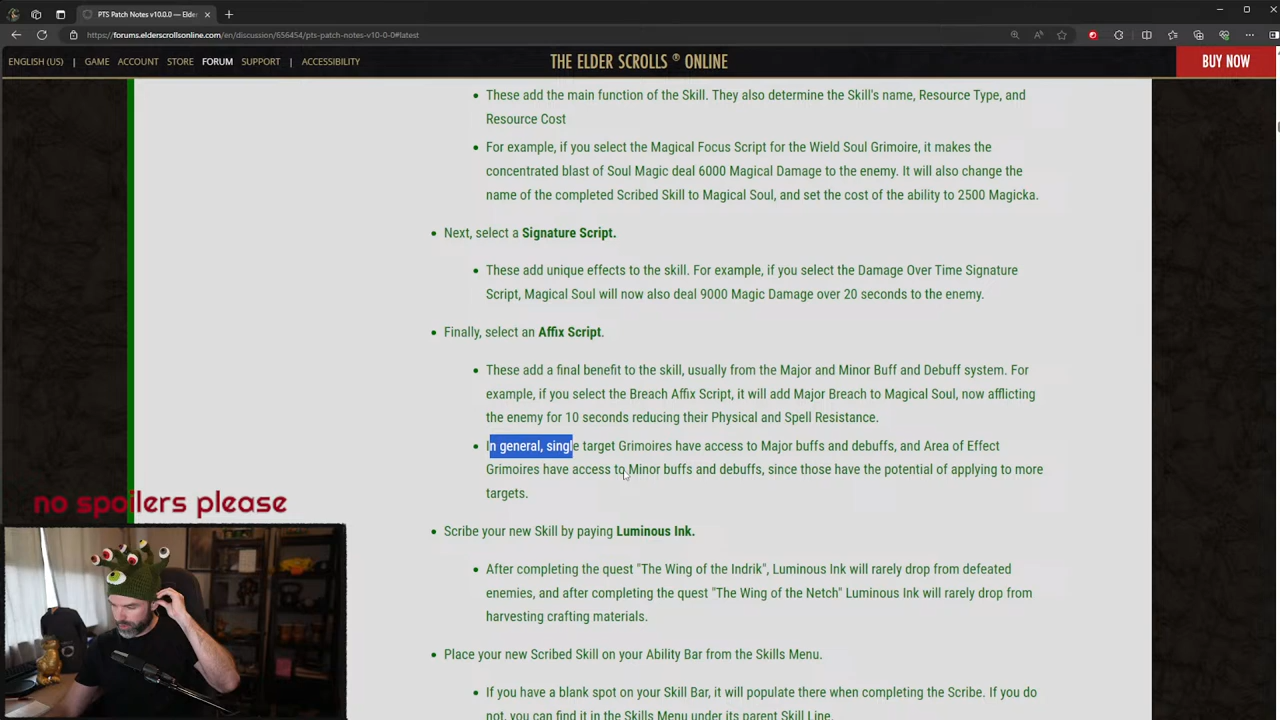 PTS Patch Notes v10.0.0 — Elder
https://forums.elderscrollsonline.com/en/discussion/656454/pts-patch-notes-v10-0-0#latest
ENGLISH (US) | GAME ACCOUNT STORE FORUM SUPPORT | ACCESSIBILITY
THE ELDER SCROLLS ® ONLINE
BUY NOW
These add the main function of the Skill. They also determine the Skill's name, Resource Type, and
Resource Cost
For example, if you select the Magical Focus Script for the Wield Soul Grimoire, it makes the
concentrated blast of Soul Magic deal 6000 Magical Damage to the enemy. It will also change the
name of the completed Scribed Skill to Magical Soul, and set the cost of the ability to 2500 Magicka.
Next, select a Signature Script.
These add unique effects to the skill. For example, if you select the Damage Over Time Signature
Script, Magical Soul will now also deal 9000 Magic Damage over 20 seconds to the enemy.
Finally, select an Affix Script.
These add a final benefit to the skill, usually from the Major and Minor Buff and Debuff system. For
example, if you select the Breach Affix Script, it will add Major Breach to Magical Soul, now afflicting
the enemy for 10 seconds reducing their Physical and Spell Resistance.
In general, single target Grimoires have access to Major buffs and debuffs, and Area of Effect
Grimoires have access to Minor buffs and debuffs, since those have the potential of applying to more
targets.
no spoilers please
Scribe your new Skill by paying Luminous Ink.
After completing the quest "The Wing of the Indrik", Luminous Ink will rarely drop from defeated
enemies, and after completing the quest "The Wing of the Netch" Luminous Ink will rarely drop from
harvesting crafting materials.
Place your new Scribed Skill on your Ability Bar from the Skills Menu.
If you have a blank spot on your Skill Bar, it will populate there when completing the Scribe. If you do
not, you can find it in the Skills Menu under its parent Skill Line.